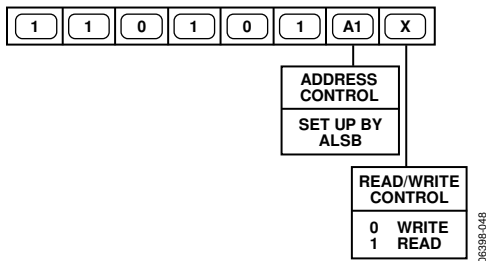 1 1 0 1 0 1 A1 X
ADDRESS
CONTROL
SET UP BY
ALSB
READ/WRITE
CONTROL
0 WRITE
1 READ
06398-048